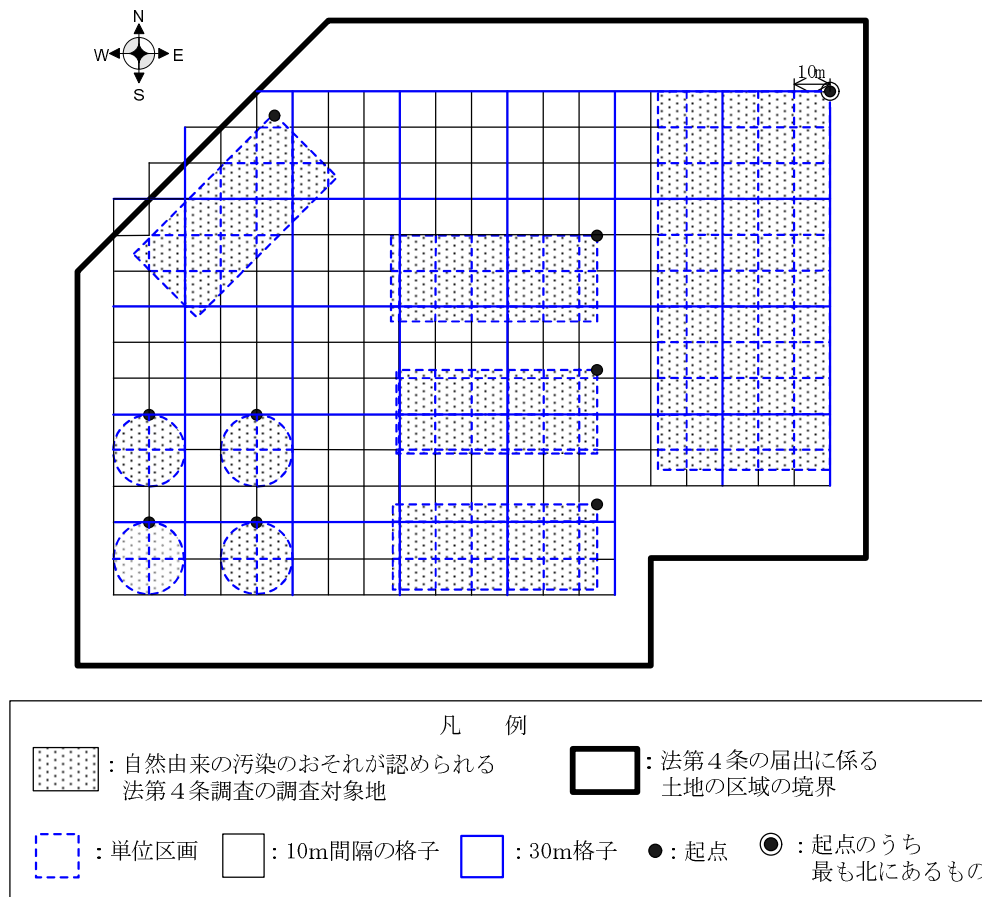 N
W E
S
10m
凡 例
：自然由来の汚染のおそれが認められる
法第４条調査の調査対象地
：法第４条の届出に係る
土地の区域の境界
：単位区画
：10m間隔の格子
：30m格子
：起点
：起点のうち
最も北にあるもの